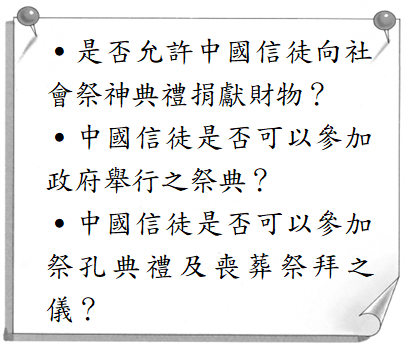 •是否允許中國信徒向社
會祭神典禮捐獻財物？
•中國信徒是否可以參加
政府舉行之祭典？
•中國信徒是否可以參加
祭孔典禮及喪葬祭拜之
儀？